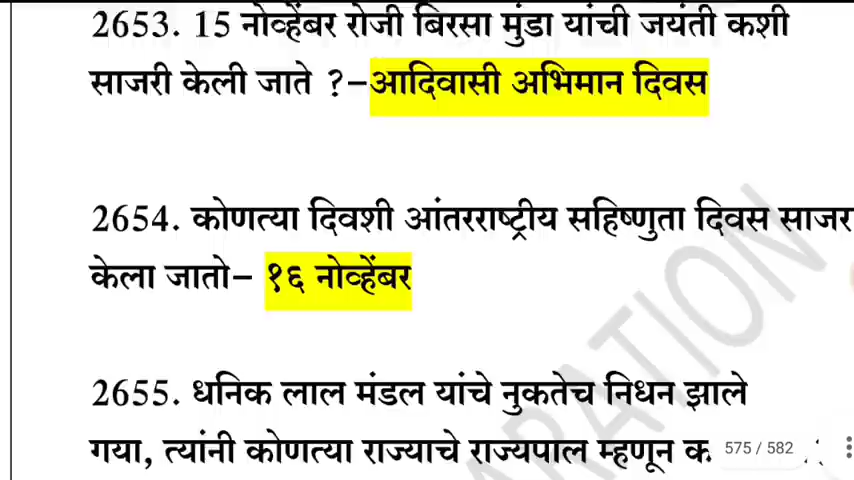 2653. 15 नोव्हेंबर रोजी बिरसा मुंडा यांची जयंती कशी
साजरी केली जाते ?–आदिवासी अभिमान दिवस
2654. कोणत्या दिवशी आंतरराष्ट्रीय सहिष्णुता दिवस साजर
केला जातो– १६ नोव्हेंबर
2655. धनिक लाल मंडल यांचे नुकतेच निधन झाले
गया, त्यांनी कोणत्या राज्याचे राज्यपाल म्हणून
575 / 582